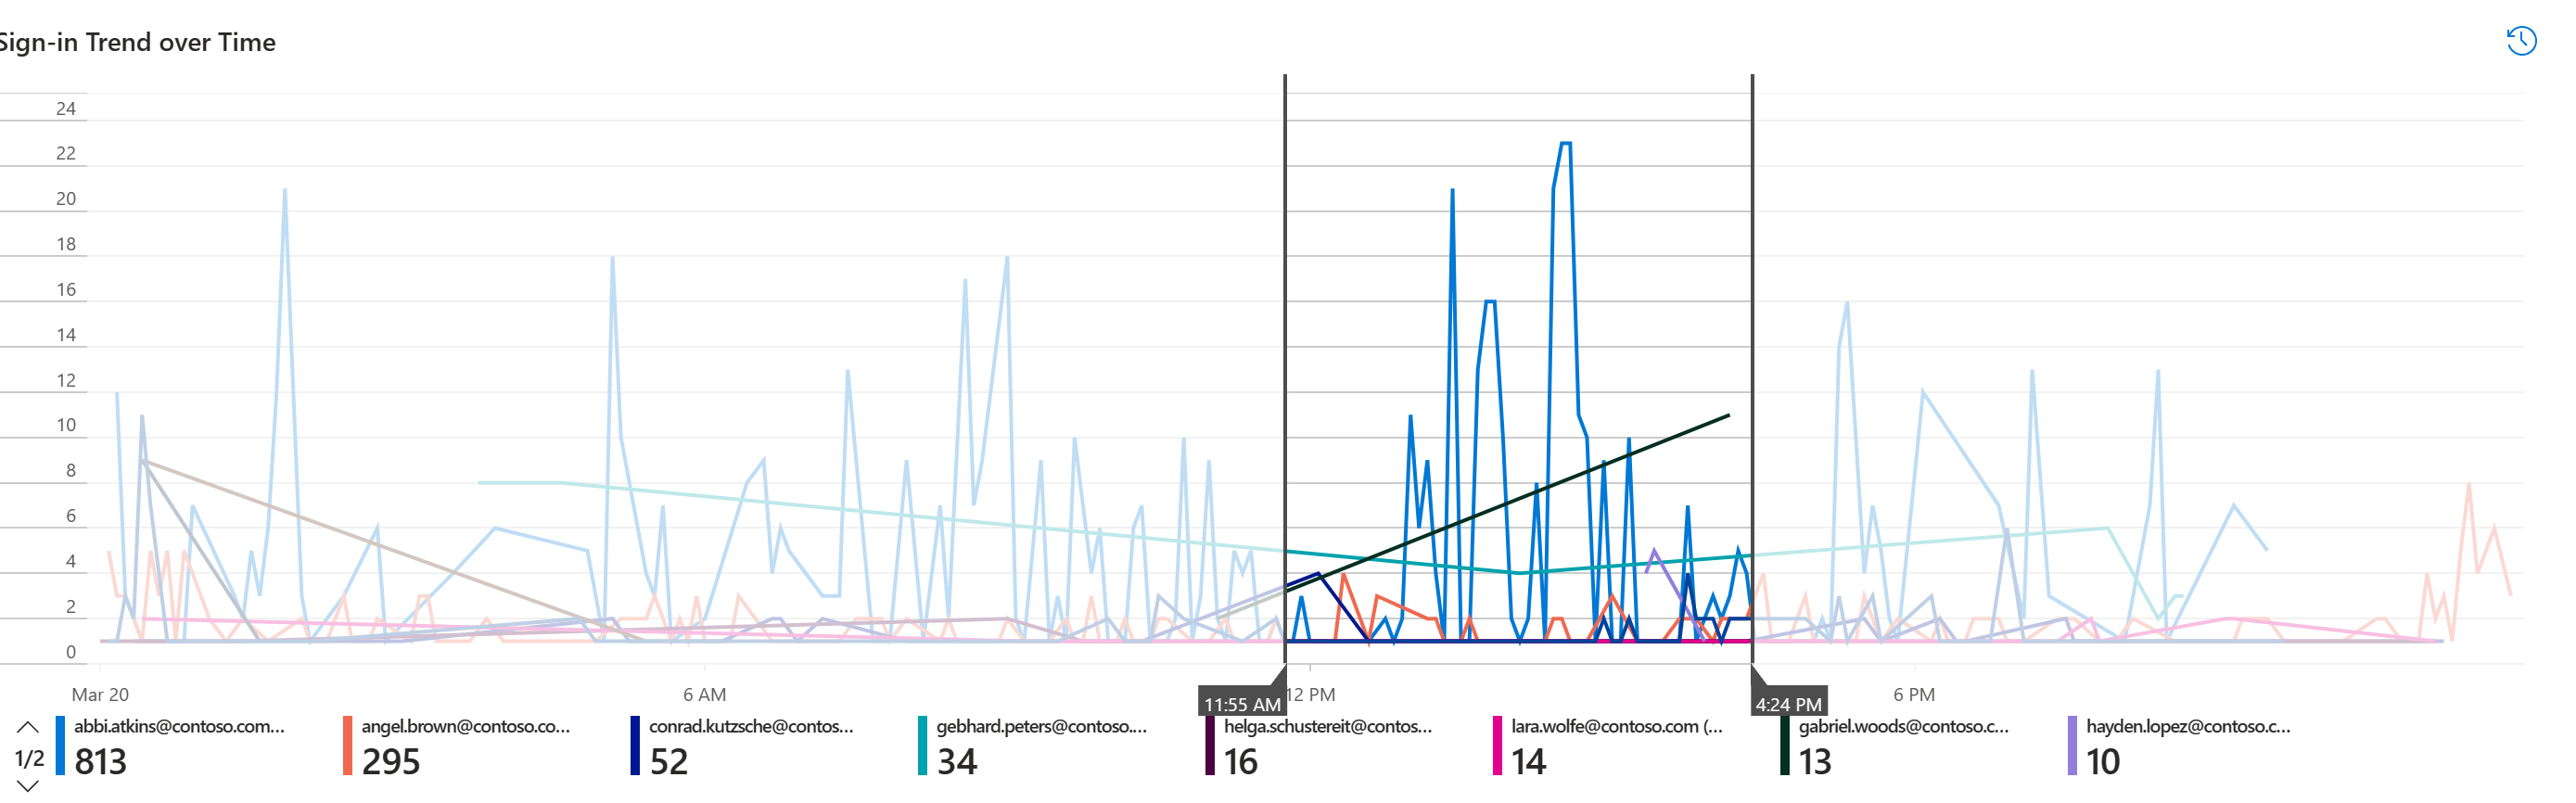 Sign-in Trend over Time
24
22
20
18
16
14
12
10
8
6
4
2
0
Mar 20
6 AM
11:55 AM
12 PM
4:24 PM
6 PM
1/2
abbi.atkins@contoso.com...
813
angel.brown@contoso.co...
295
conrad.kutzsche@contos...
52
gebhard.peters@contoso....
34
helga.schustereit@contos...
16
lara.wolfe@contoso.com (...
14
gabriel.woods@contoso.c...
13
hayden.lopez@contoso.c...
10